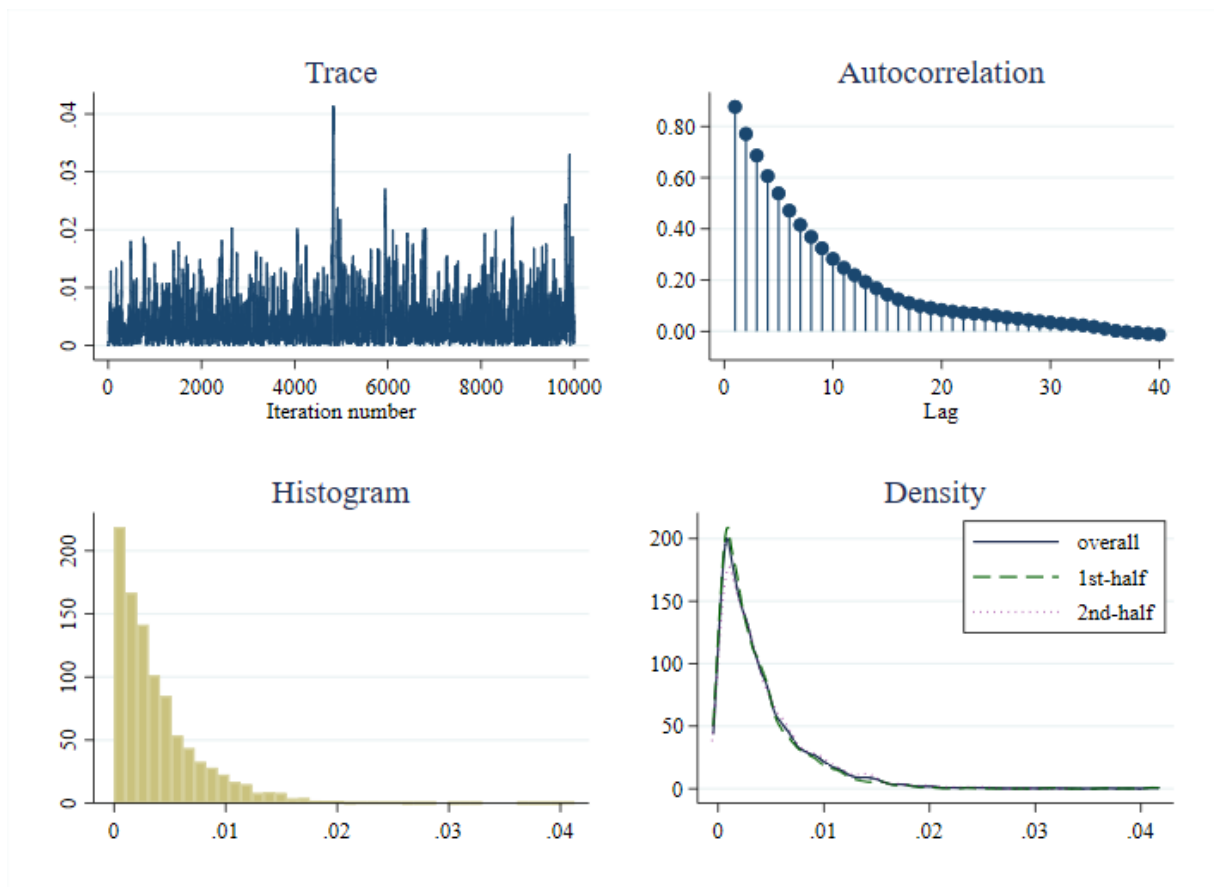 Trace
.04
.03
.02
.01
0
0 2000 4000 6000 8000 10000
Iteration number
Autocorrelation
0.80
0.60
0.40
0.20
0.00
0 10 20 30 40
Lag
Histogram
200
150
100
50
0
0 .01 .02 .03 .04
Density
200
150
100
50
0
0 .01 .02 .03 .04
overall
1st-half
2nd-half